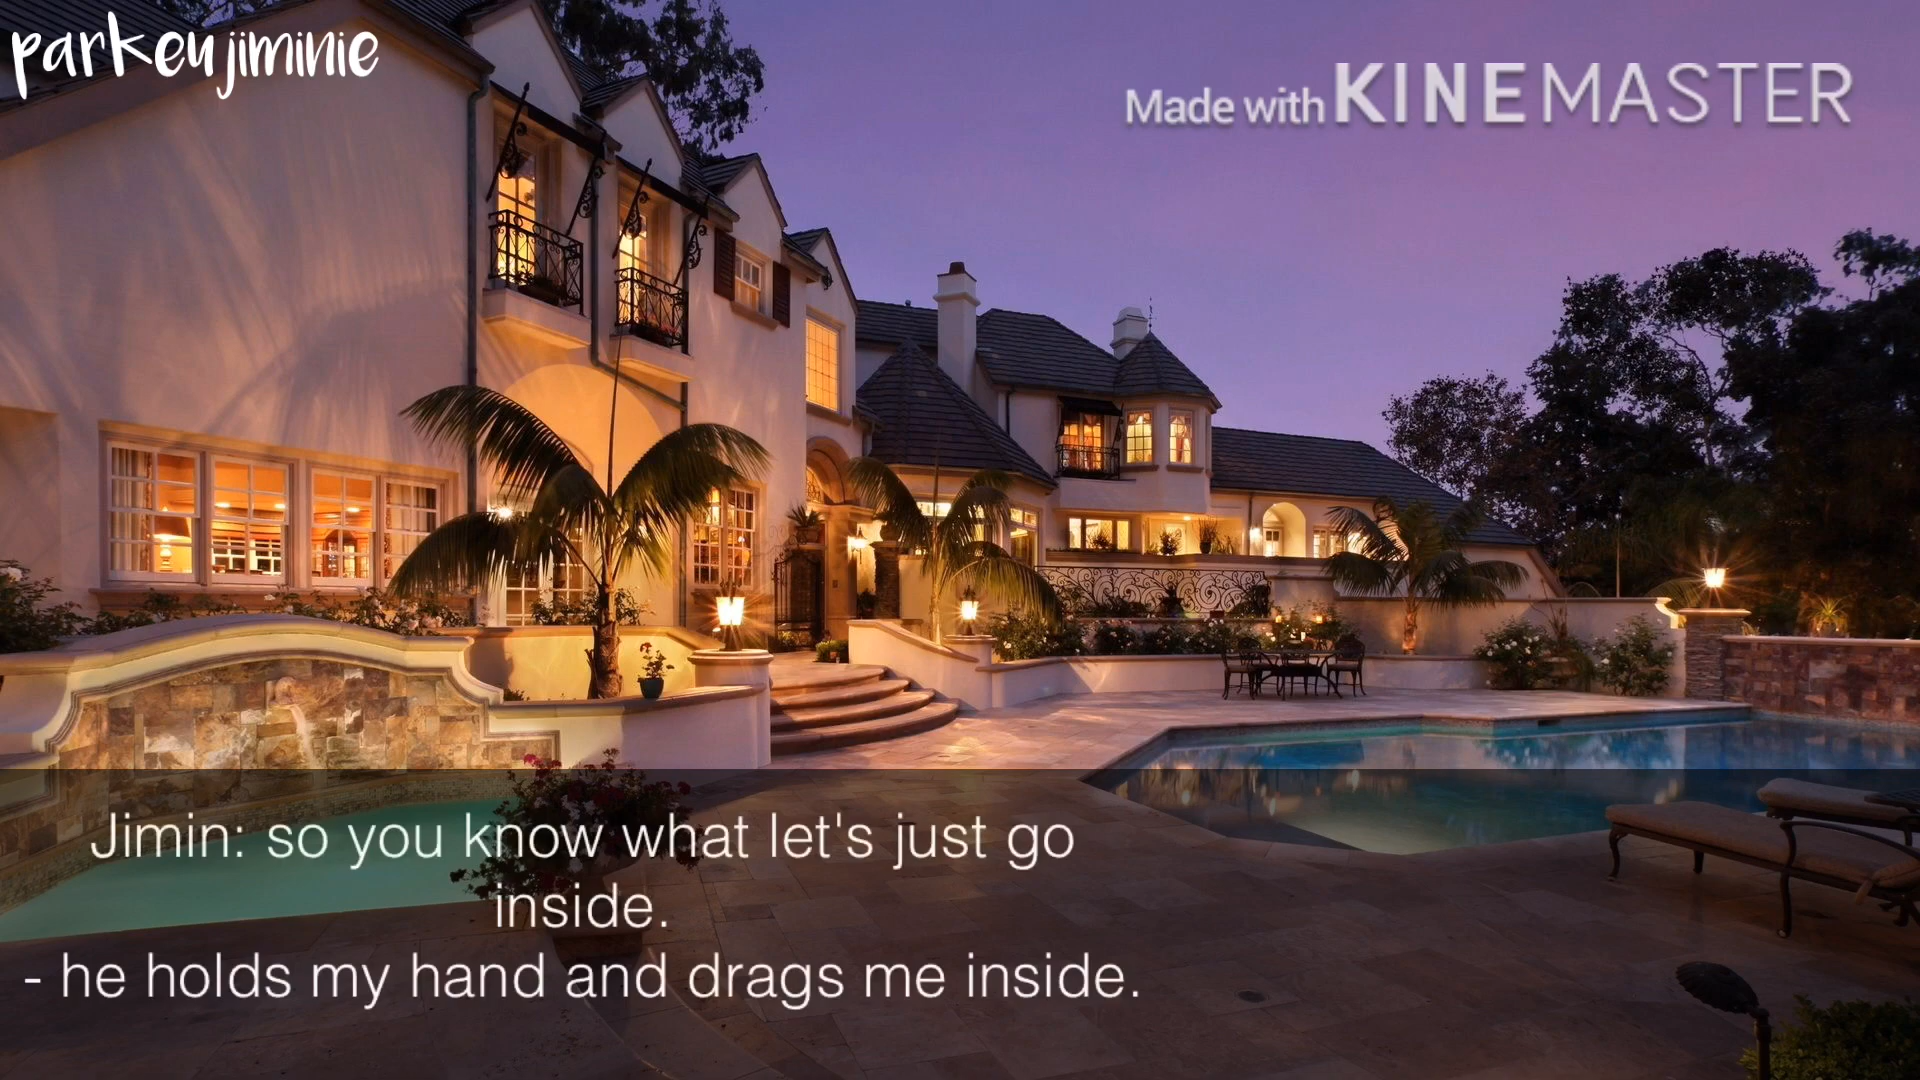 parkeujiminie
Made with KINEMASTER
Jimin: so you know what let's just go
inside.
- he holds my hand and drags me inside.